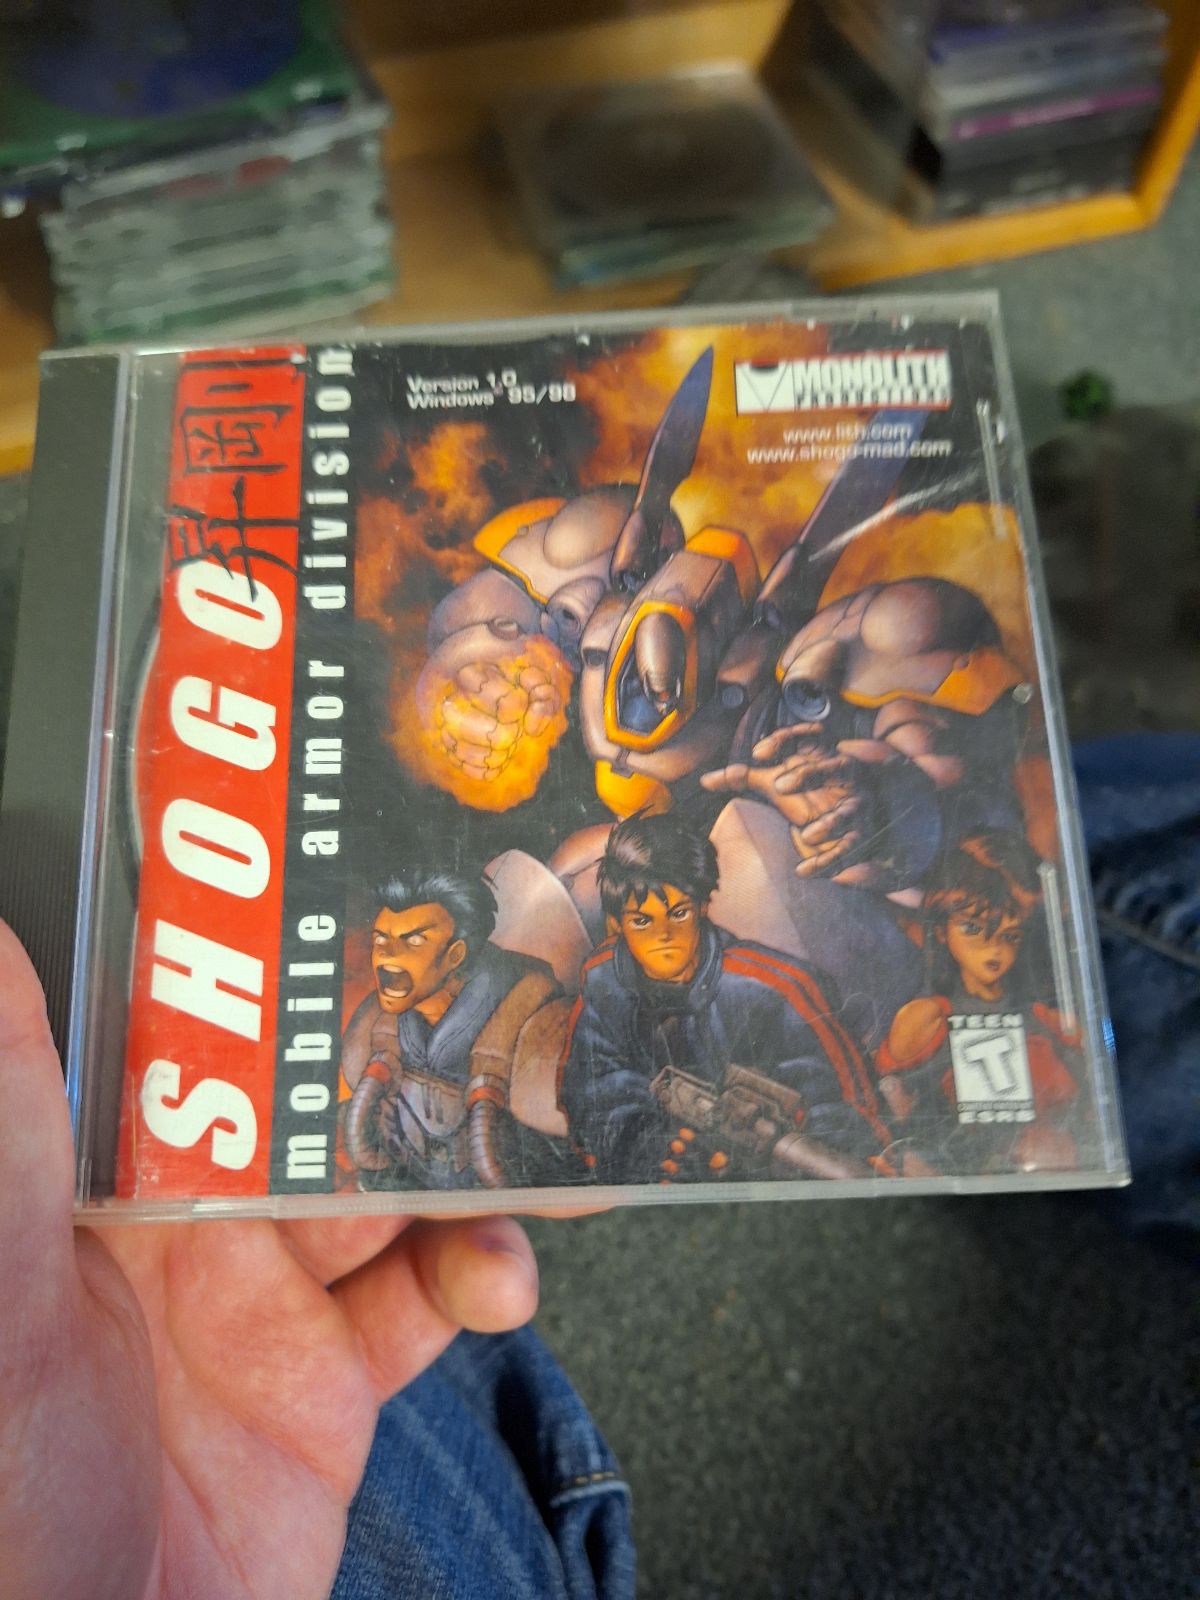 SHOGO
mobile armor division
Version 1.0
Windows® 95/98
MONOLITH
PRODUCTIONS
www.lith.com
www.shogo-mad.com
TEEN
T
ESRB